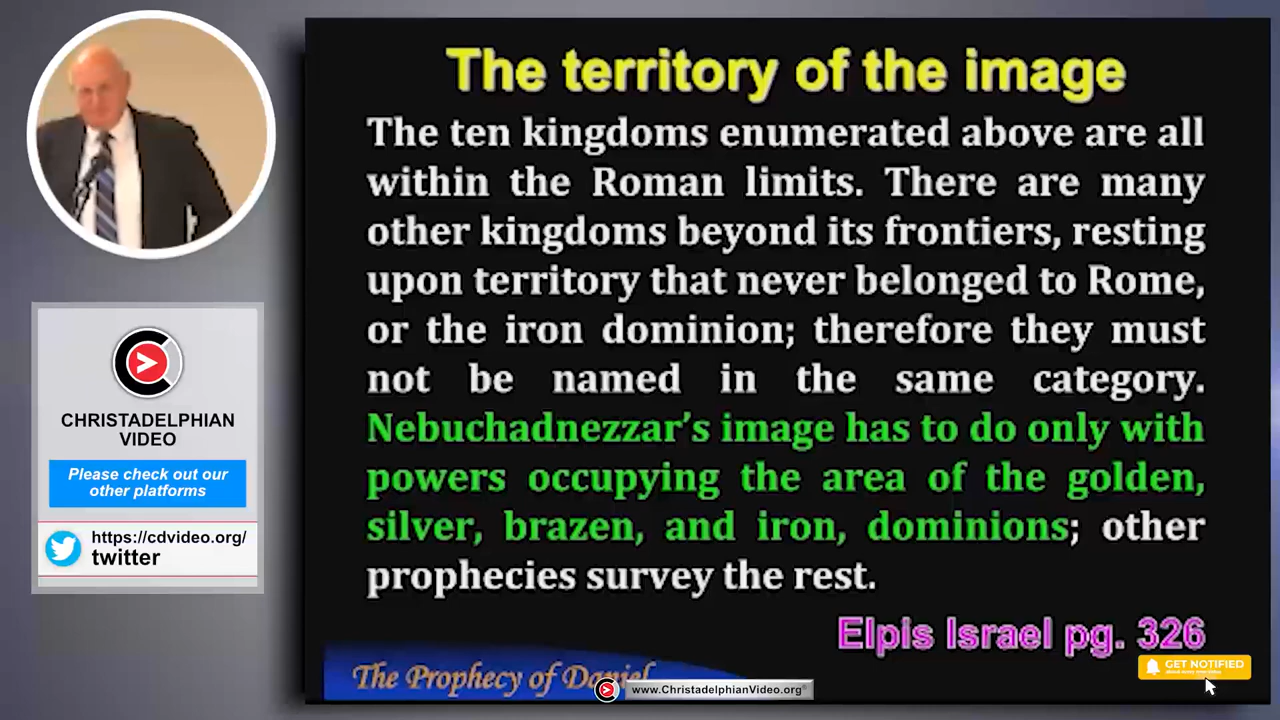 The territory of the image
The ten kingdoms enumerated above are all
within the Roman limits. There are many
other kingdoms beyond its frontiers, resting
upon territory that never belonged to Rome,
or the iron dominion; therefore they must
not be named in the same category.
Nebuchadnezzar's image has to do only with
powers occupying the area of the golden,
silver, brazen, and iron, dominions; other
prophecies survey the rest.
Elpis Israel pg. 326
The Prophecy of Daniel
www.ChristadelphianVideo.org
GET NOTIFIED
CHRISTADELPHIAN
VIDEO
Please check out our
other platforms
https://cdvideo.org/
twitter